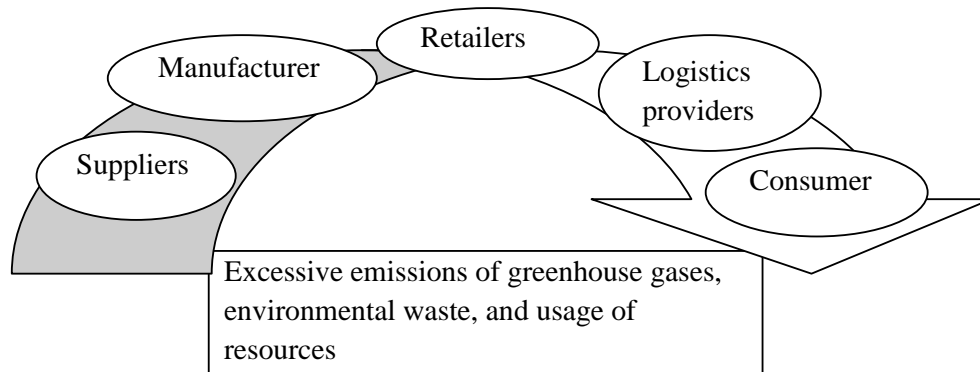 Suppliers
Manufacturer
Retailers
Logistics
providers
Consumer
Excessive emissions of greenhouse gases,
environmental waste, and usage of
resources